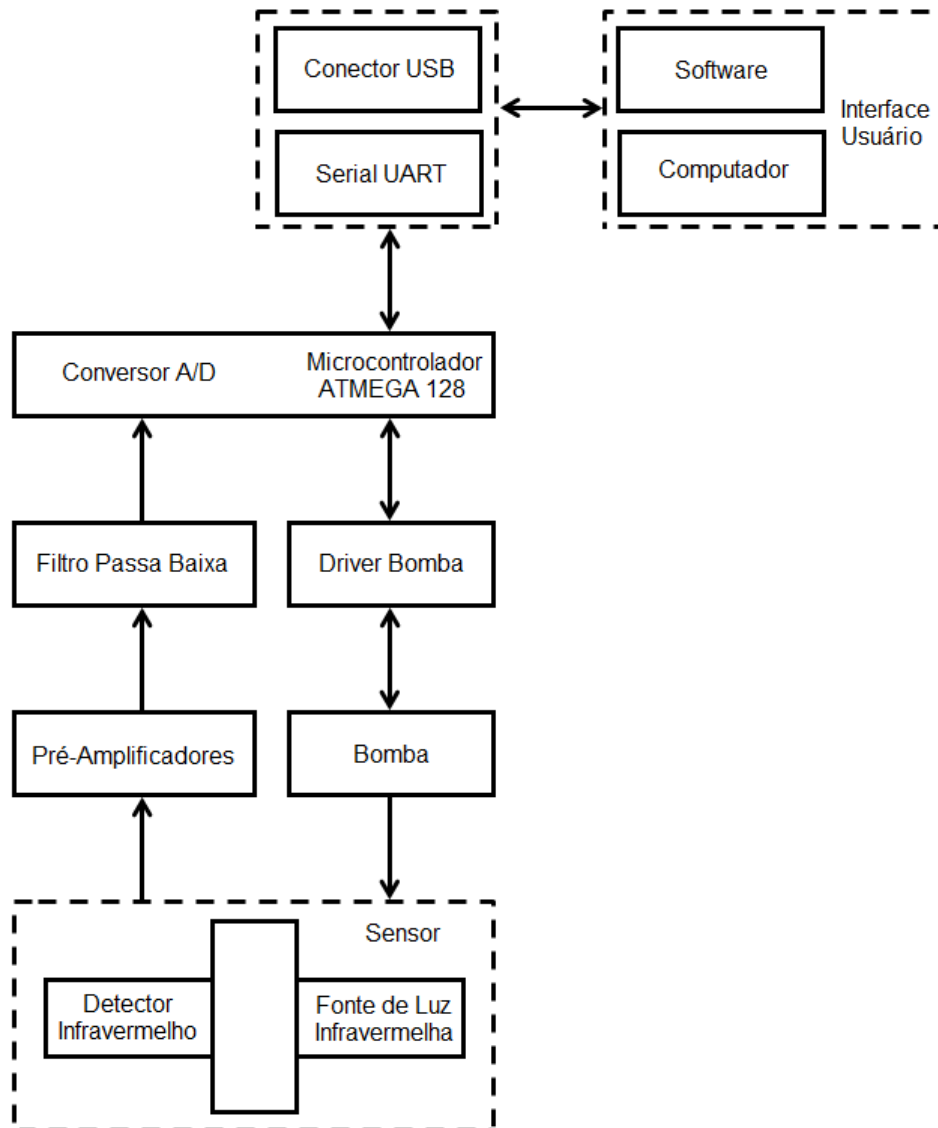 Conector USB
Serial UART
Software
Computador
Interface
Usuário
Conversor A/D
Microcontrolador
ATMEGA 128
Filtro Passa Baixa
Driver Bomba
Pré-Amplificadores
Bomba
Sensor
Detector
Infravermelho
Fonte de Luz
Infravermelha